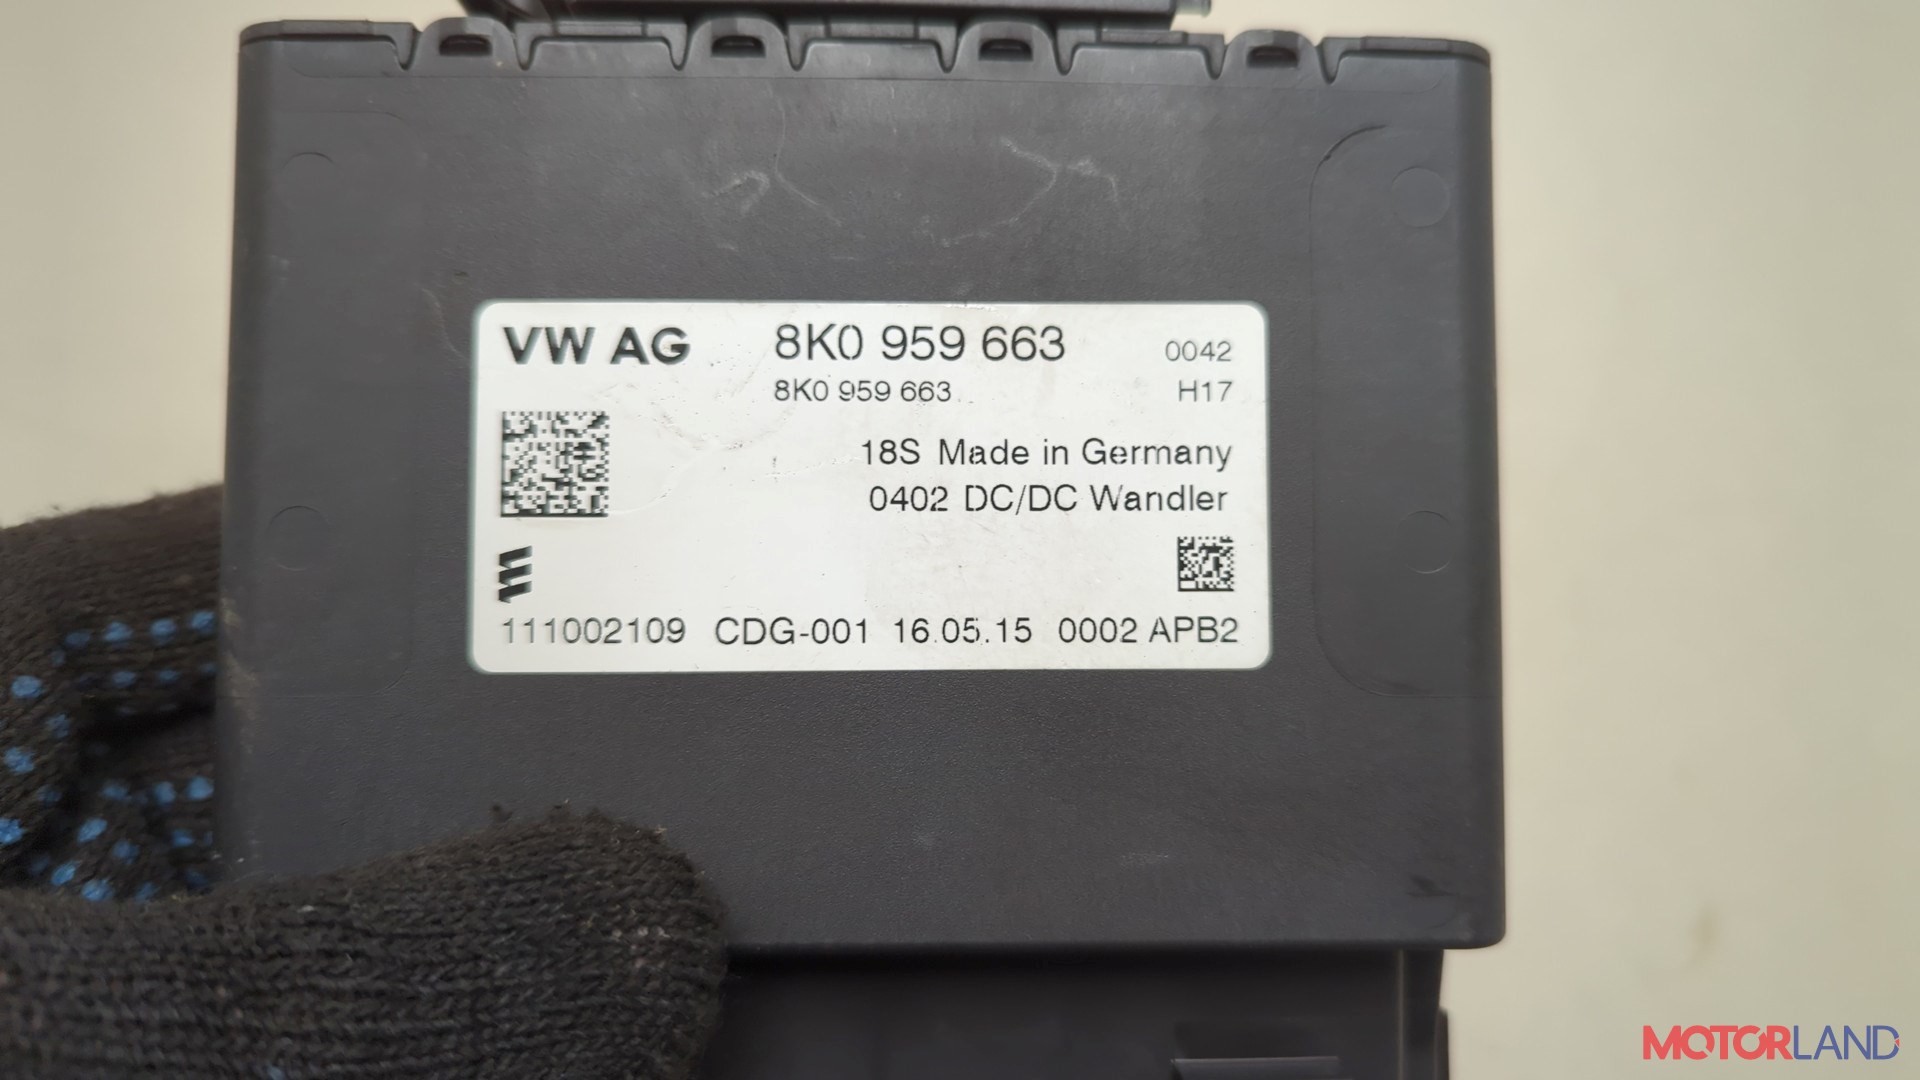 VW AG 8K0 959 663 0042
8K0 959 663 H17
18S Made in Germany
0402 DC/DC Wandler
111002109 CDG-001 16.05.15 0002 APB2
MOTORLAND